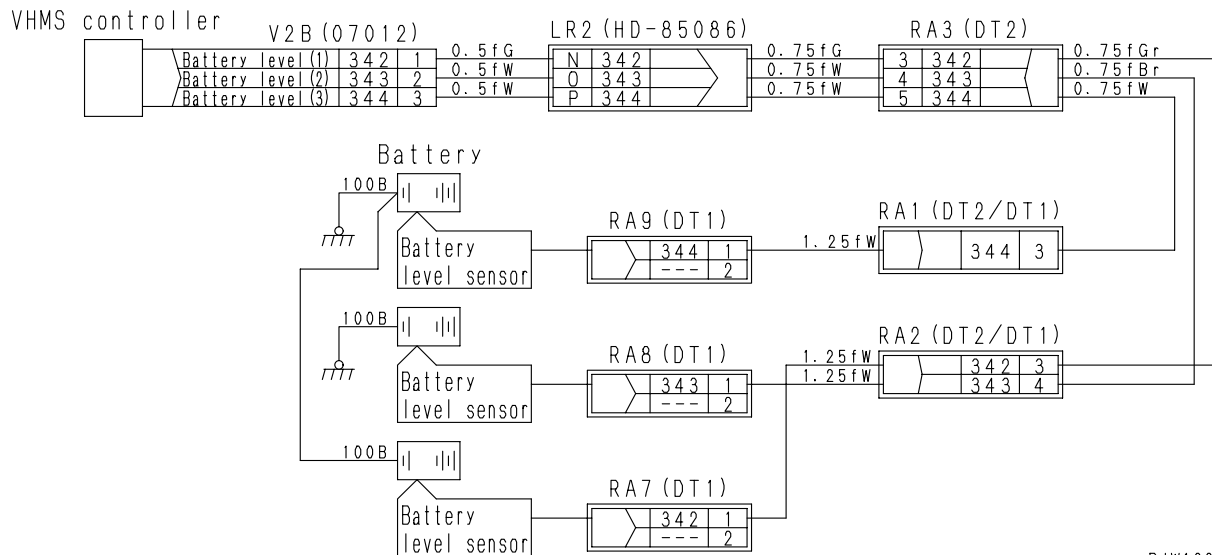 VHMS controller
V2B (07012)
LR2 (HD-85086)
RA3 (DT2)
Battery level (1) 342 1 0.5fG N 342 0.75fG 3 342 0.75fGr
Battery level (2) 343 2 0.5fW O 343 0.75fW 4 343 0.75fBr
Battery level (3) 344 3 0.5fW P 344 0.75fW 5 344 0.75fW
Battery
100B
RA9 (DT1)
RA1 (DT2/DT1)
Battery
level sensor
344 1
--- 2
1.25fW
344 3
100B
RA8 (DT1)
RA2 (DT2/DT1)
Battery
level sensor
343 1
--- 2
1.25fW
1.25fW
342 3
343 4
100B
RA7 (DT1)
Battery
level sensor
342 1
--- 2